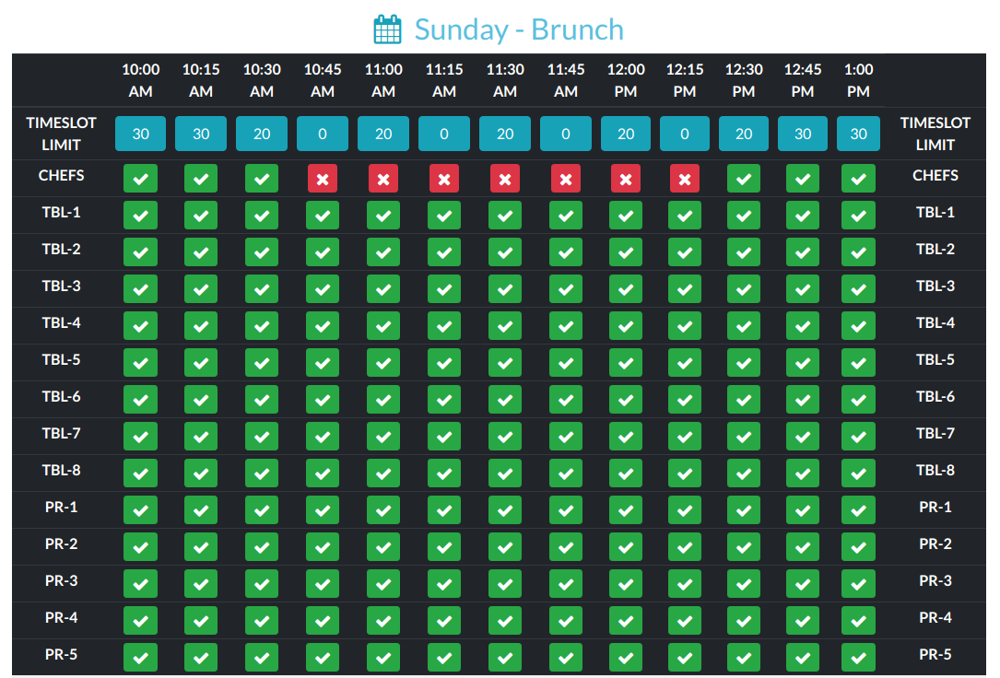 Sunday - Brunch
10:00 AM 10:15 AM 10:30 AM 10:45 AM 11:00 AM 11:15 AM 11:30 AM 11:45 AM 12:00 PM 12:15 PM 12:30 PM 12:45 PM 1:00 PM
TIMESLOT LIMIT 30 30 20 0 20 0 20 0 20 0 20 30 30 TIMESLOT LIMIT
CHEFS CHEFS
TBL-1 TBL-1
TBL-2 TBL-2
TBL-3 TBL-3
TBL-4 TBL-4
TBL-5 TBL-5
TBL-6 TBL-6
TBL-7 TBL-7
TBL-8 TBL-8
PR-1 PR-1
PR-2 PR-2
PR-3 PR-3
PR-4 PR-4
PR-5 PR-5